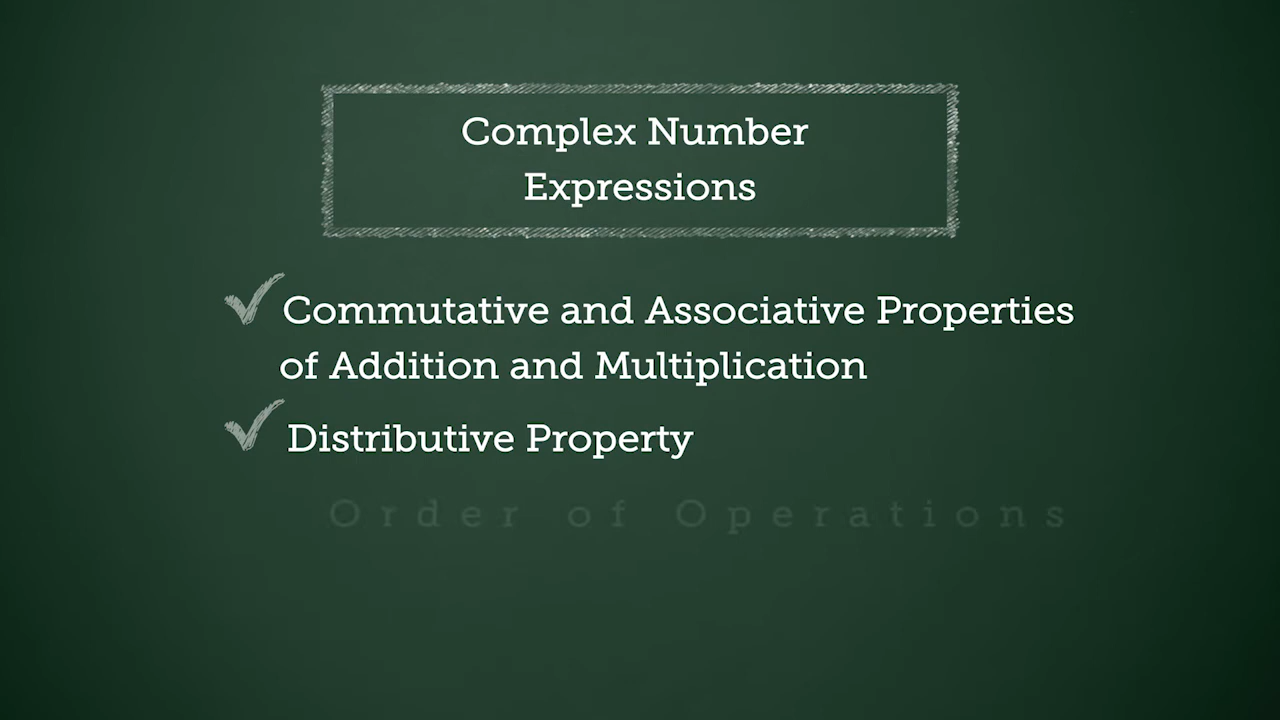 Complex Number
Expressions
Commutative and Associative Properties
of Addition and Multiplication
Distributive Property
Order of Operations